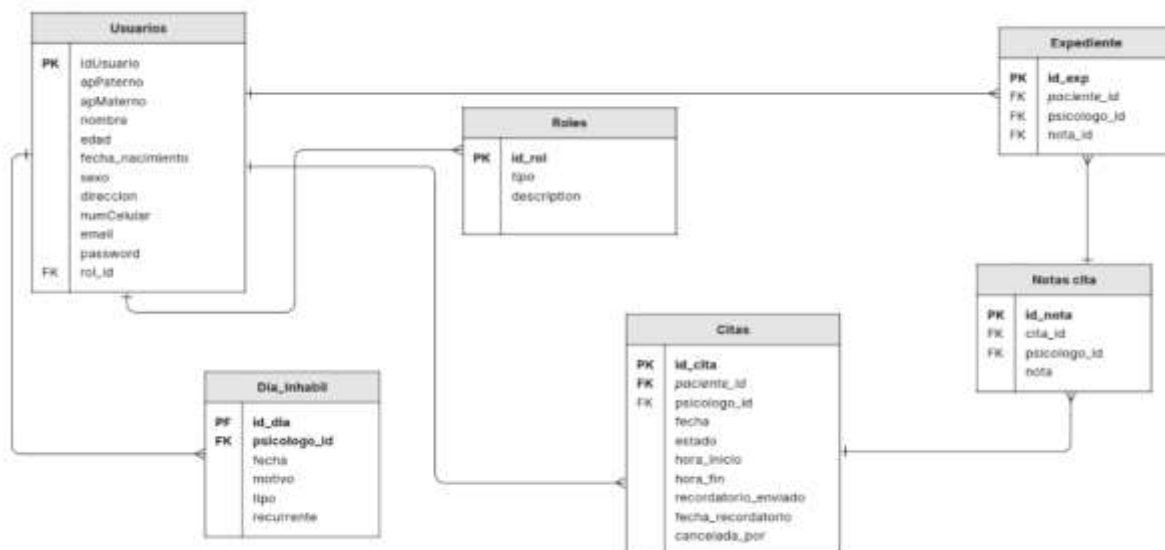 Usuarios
PK idUsuario
apPaterno
apMaterno
nombre
edad
fecha_nacimiento
sexo
direccion
numCelular
email
password
FK rol_id
Expediente
PK id_exp
FK paciente_id
FK psicologo_id
FK nota_id
Roles
PK id_rol
tipo
description
Notas cita
PK id_nota
FK cita_id
FK psicologo_id
nota
Citas
PK id_cita
FK paciente_id
FK psicologo_id
fecha
estado
hora_inicio
hora_fin
recordatorio_enviado
fecha_recordatorio
cancelada_por
Dia_Inhabil
PF id_dia
FK psicologo_id
fecha
motivo
tipo
recurrente